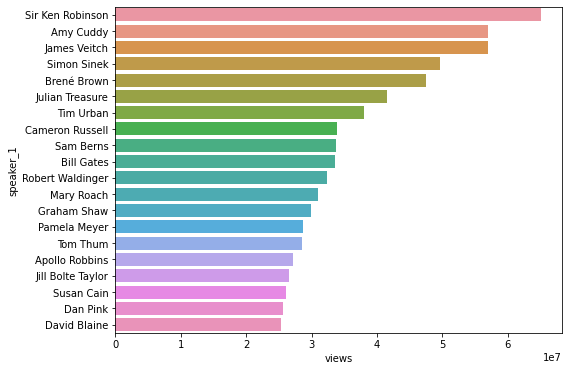 Sir Ken Robinson
Amy Cuddy
James Veitch
Simon Sinek
Brené Brown
Julian Treasure
Tim Urban
Cameron Russell
Sam Berns
Bill Gates
Robert Waldinger
Mary Roach
Graham Shaw
Pamela Meyer
Tom Thum
Apollo Robbins
Jill Bolte Taylor
Susan Cain
Dan Pink
David Blaine
speaker_1
0 1 2 3 4 5 6
views
1e7